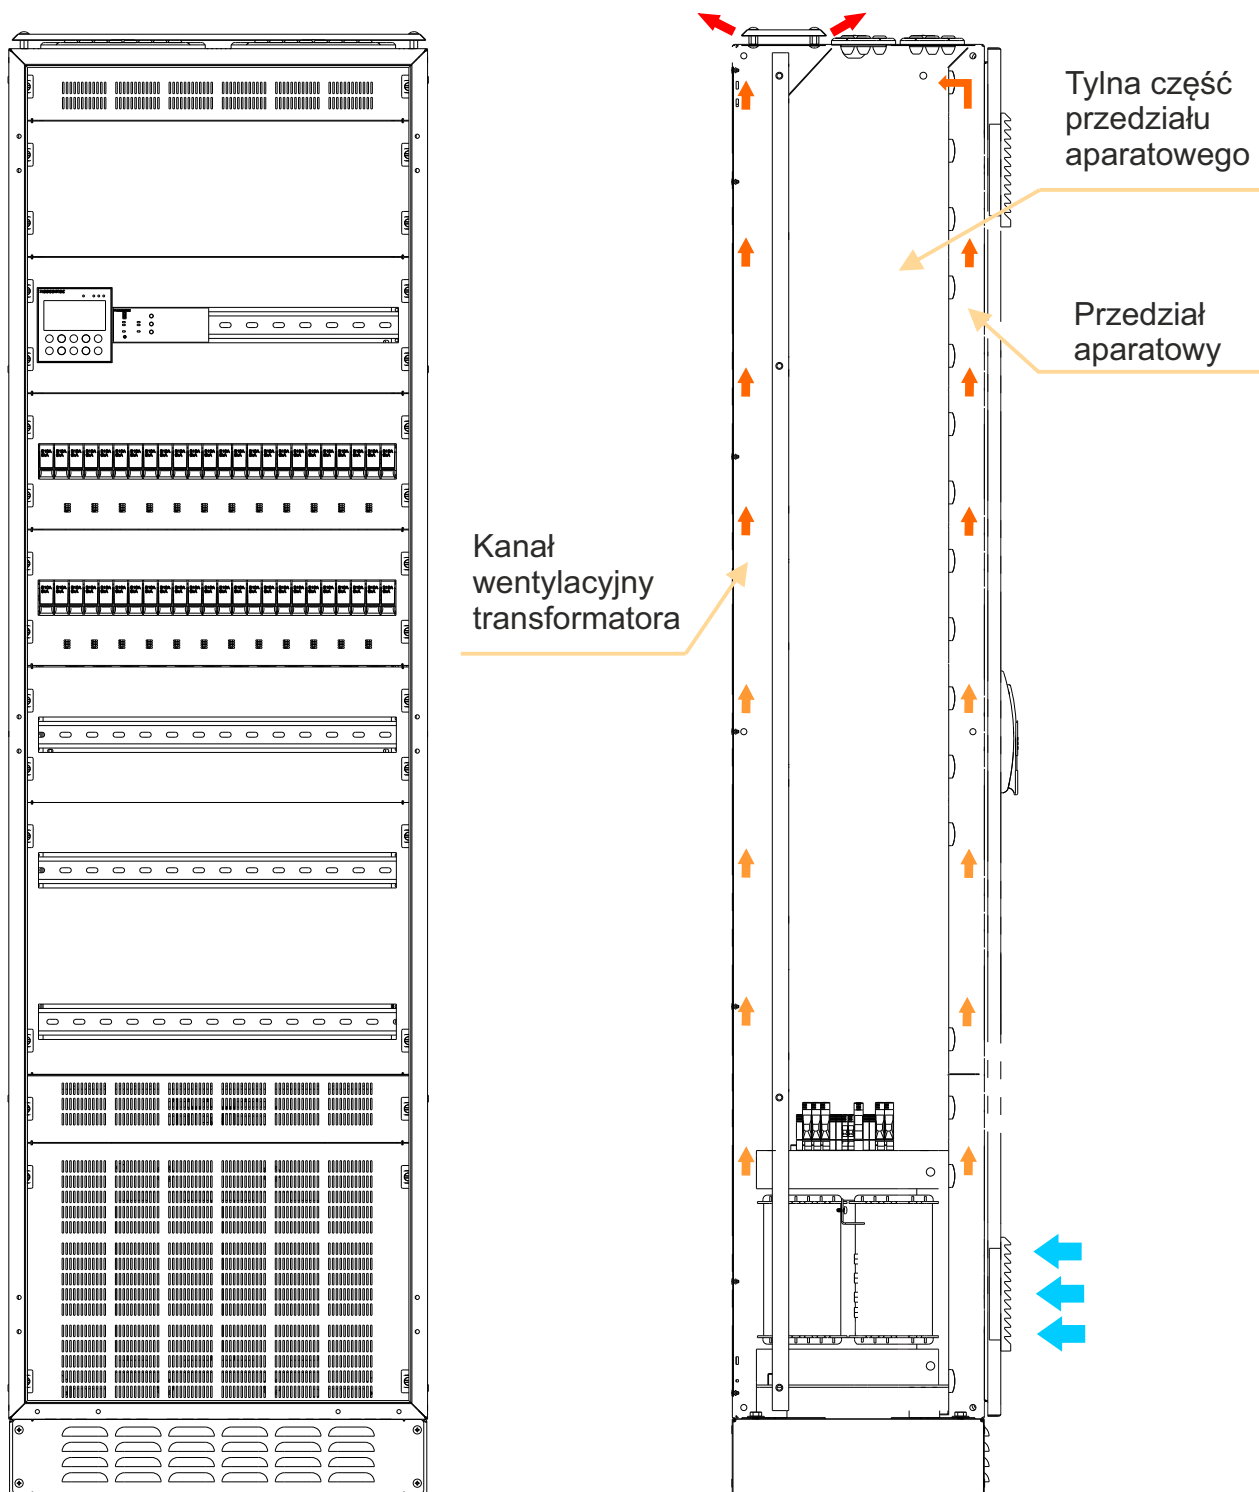 Tylna część
przedziału
aparatowego
Przedział
aparatowy
Kanał
wentylacyjny
transformatora